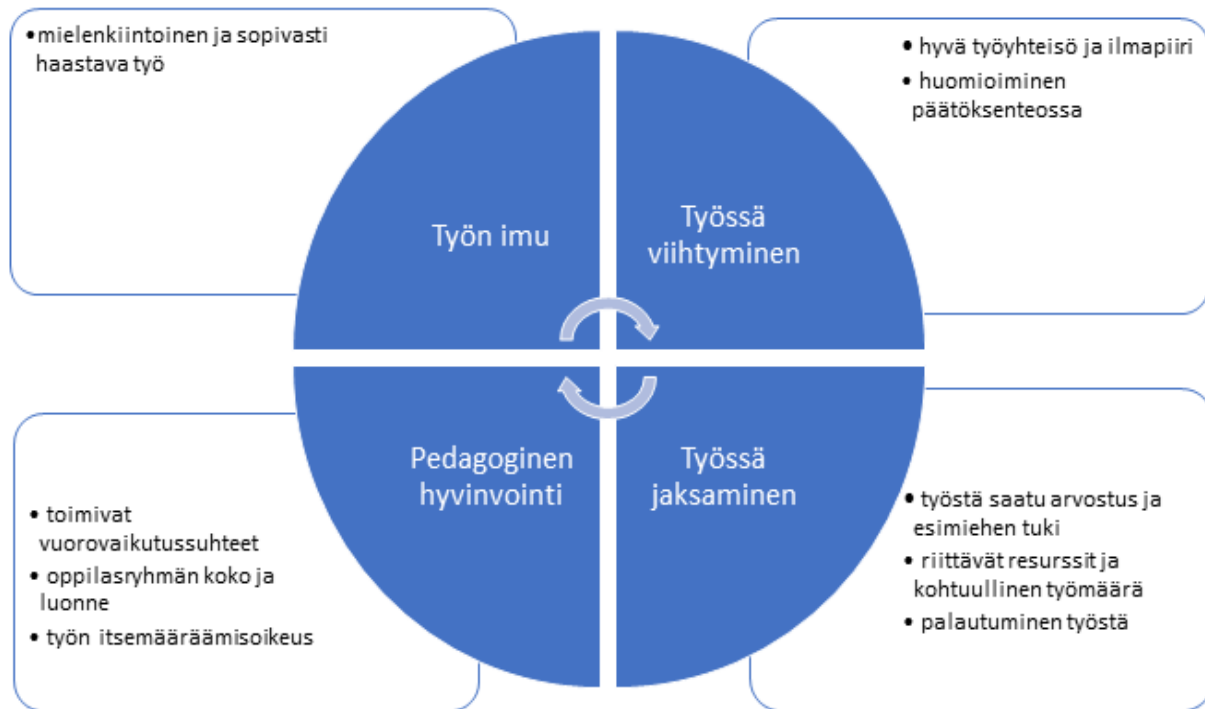 •mielenkiintoinen ja sopivasti
haastava työ
• hyvä työyhteisö ja ilmapiiri
• huomioiminen
päätöksenteossa
Työn imu
Työssä
viihtyminen
Pedagoginen
hyvinvointi
Työssä
jaksaminen
• toimivat
vuorovaikutussuhteet
• oppilasryhmän koko ja
luonne
• työn itsemääräämisoikeus
• työstä saatu arvostus ja
esimiehen tuki
• riittävät resurssit ja
kohtuullinen työmäärä
• palautuminen työstä